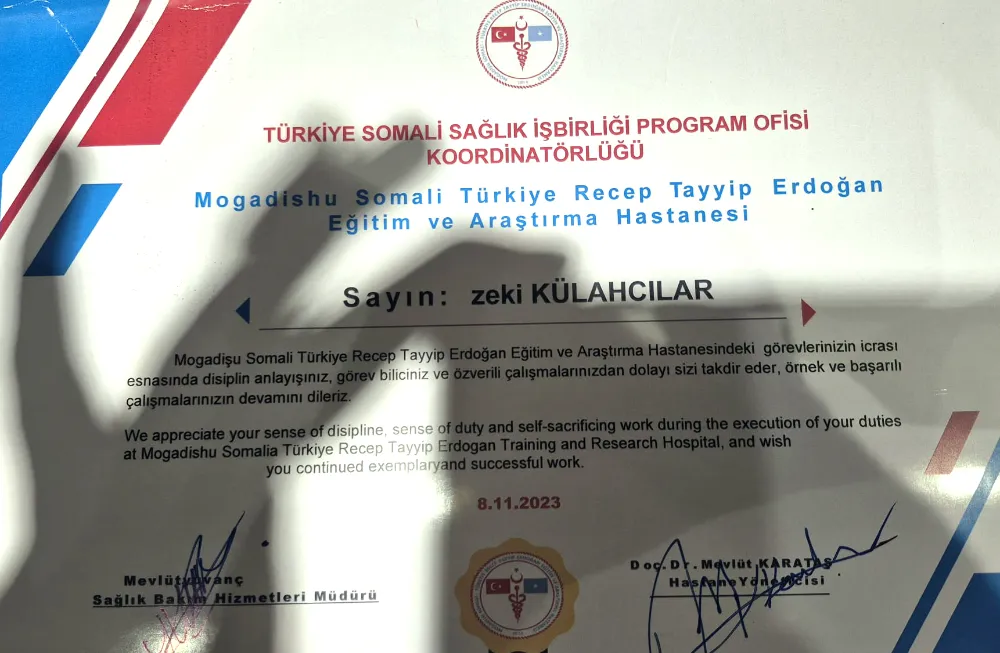 TÜRKİYE SOMALİ SAĞLIK İŞBİRLİĞİ PROGRAM OFİSİ
KOORDİNATÖRLÜĞÜ
Mogadishu Somali Türkiye Recep Tayyip Erdoğan
Eğitim ve Araştırma Hastanesi
Sayın: zeki KÜLAHCILAR
Mogadişu Somali Türkiye Recep Tayyip Erdoğan Eğitim ve Araştırma Hastanesindeki görevlerinizin icrası
esnasında disiplin anlayışınız, görev biliciniz ve özverili çalışmalarınızdan dolayı sizi takdir eder, örnek ve başarılı
çalışmalarınızın devamını dileriz.
We appreciate your sense of disipline, sense of duty and self-sacrificing work during the execution of your duties
at Mogadishu Somalia Türkiye Recep Tayyip Erdogan Training and Research Hospital, and wish
you continued exemplaryand successful work.
8.11.2023
Mevlüt
Sağlık Bakım Hizmetleri Müdürü
Doç.Dr.Mevlüt KARATAŞ
HastaneYöneticisi